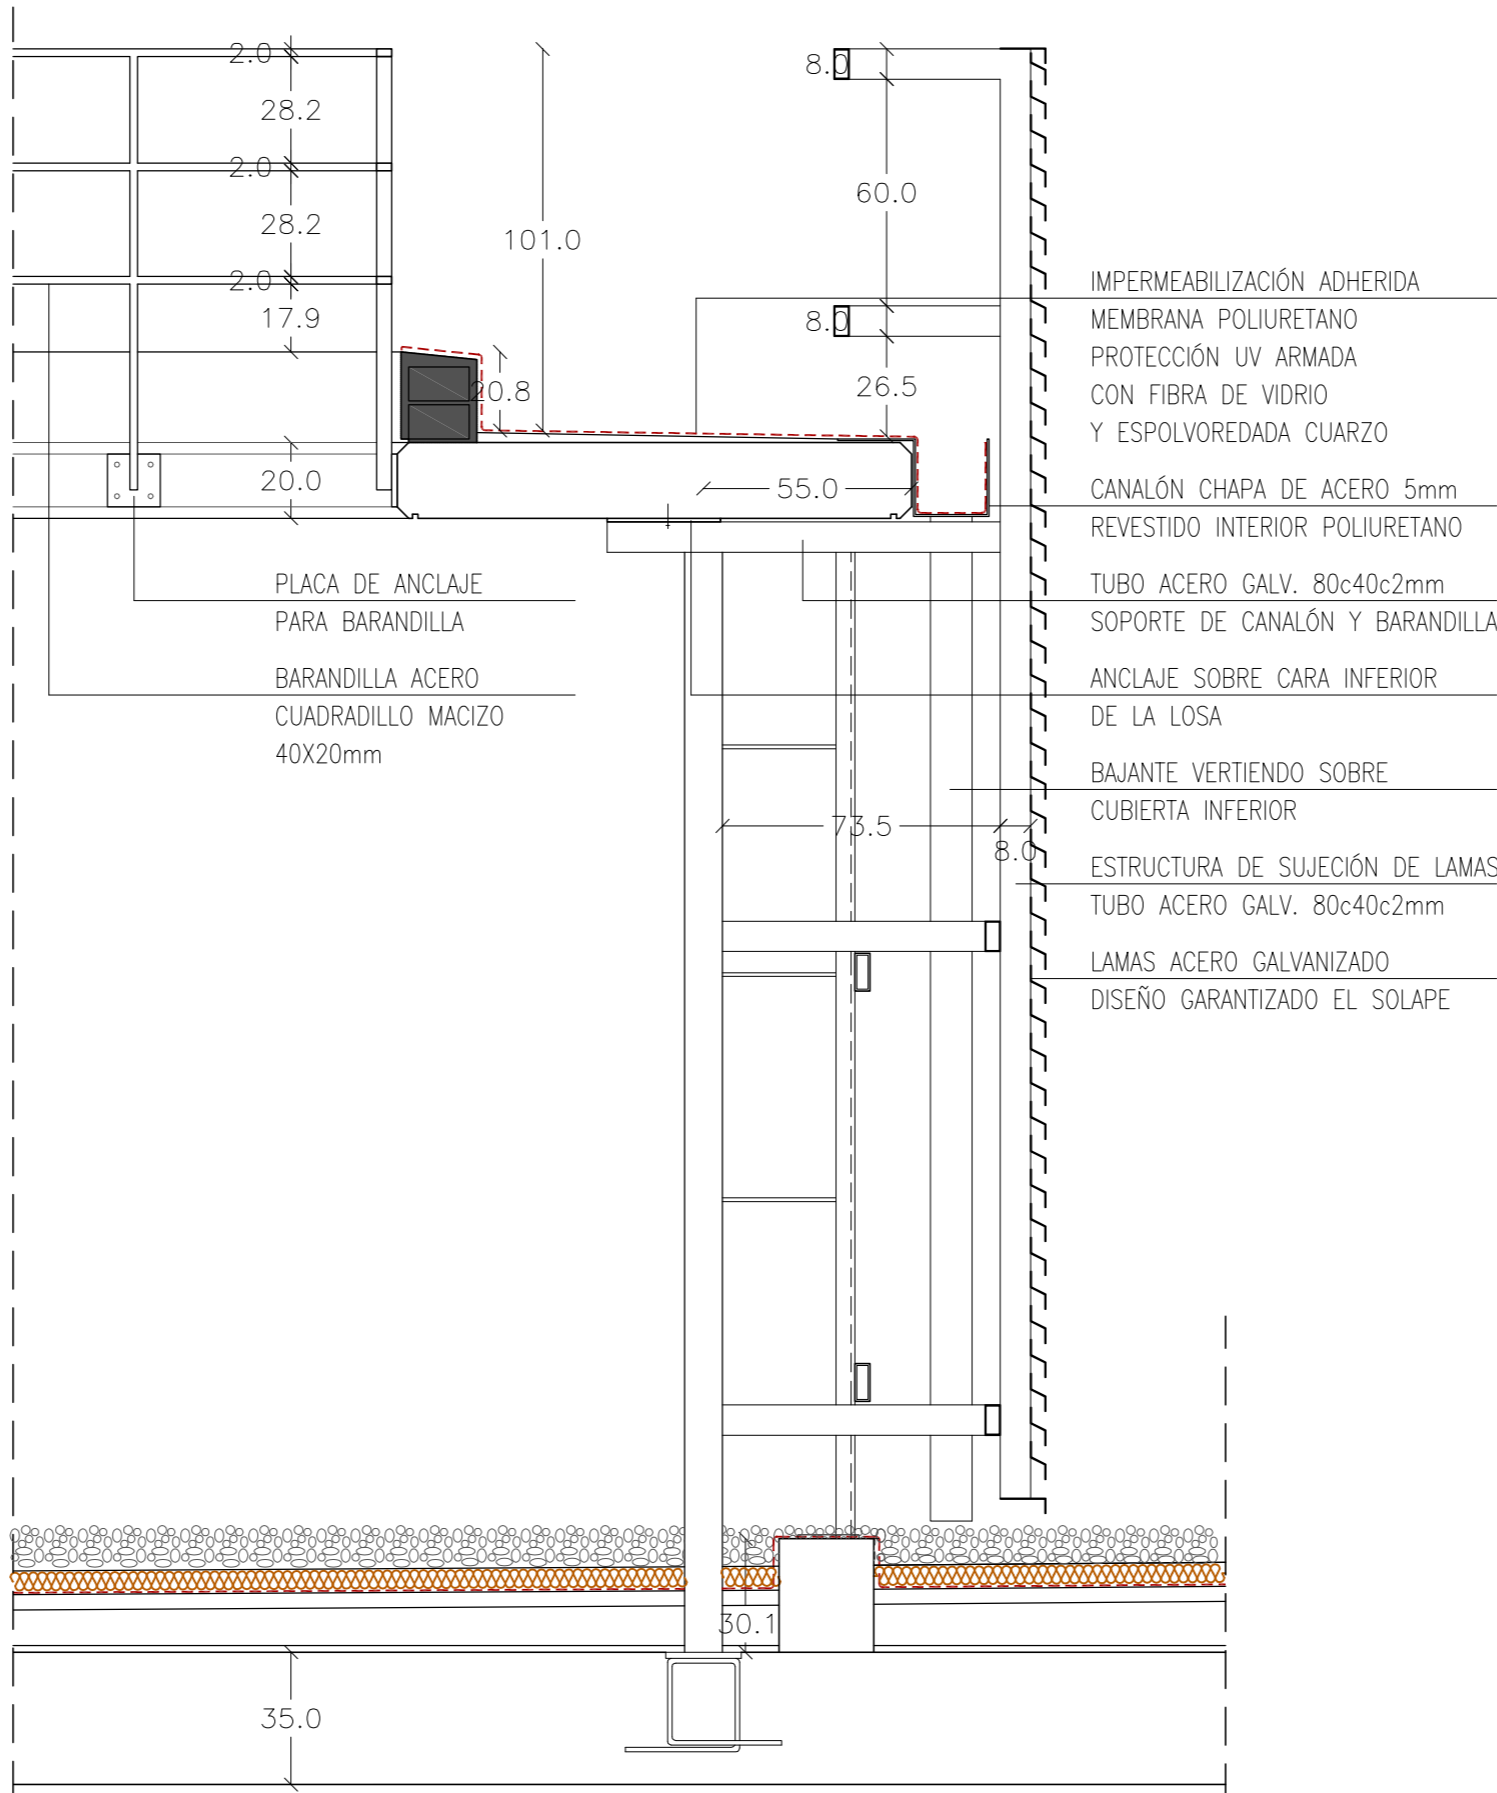 2.0
28.2
2.0
28.2
2.0
17.9
20.0
101.0
20.8
8.0
60.0
8.0
26.5
55.0
IMPERMEABILIZACIÓN ADHERIDA
MEMBRANA POLIURETANO
PROTECCIÓN UV ARMADA
CON FIBRA DE VIDRIO
Y ESPOLVOREDADA CUARZO
CANALÓN CHAPA DE ACERO 5mm
REVESTIDO INTERIOR POLIURETANO
TUBO ACERO GALV. 80c40c2mm
SOPORTE DE CANALÓN Y BARANDILLA
ANCLAJE SOBRE CARA INFERIOR
DE LA LOSA
BAJANTE VERTIENDO SOBRE
CUBIERTA INFERIOR
ESTRUCTURA DE SUJECIÓN DE LAMAS
TUBO ACERO GALV. 80c40c2mm
LAMAS ACERO GALVANIZADO
DISEÑO GARANTIZADO EL SOLAPE
PLACA DE ANCLAJE
PARA BARANDILLA
BARANDILLA ACERO
CUADRADILLO MACIZO
40X20mm
73.5
8.0
30.1
35.0